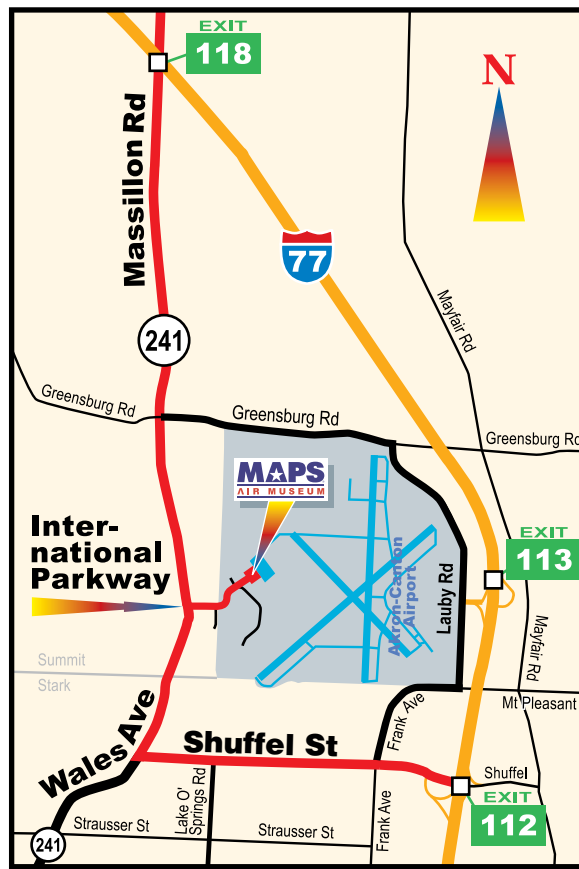 EXIT
118
N
Massillon Rd
77
Mayfair Rd
241
Greensburg Rd
Greensburg Rd
Greensburg Rd
MAPS
AIR MUSEUM
Inter-
national
Parkway
EXIT
113
Akron-Canton
Airport
Lauby Rd
Mayfair Rd
Summit
Stark
Wales Ave
Frank Ave
Mt Pleasant
Shuffel St
Lake O'
Springs Rd
Frank Ave
Shuffel
EXIT
112
Strausser St
Strausser St
241